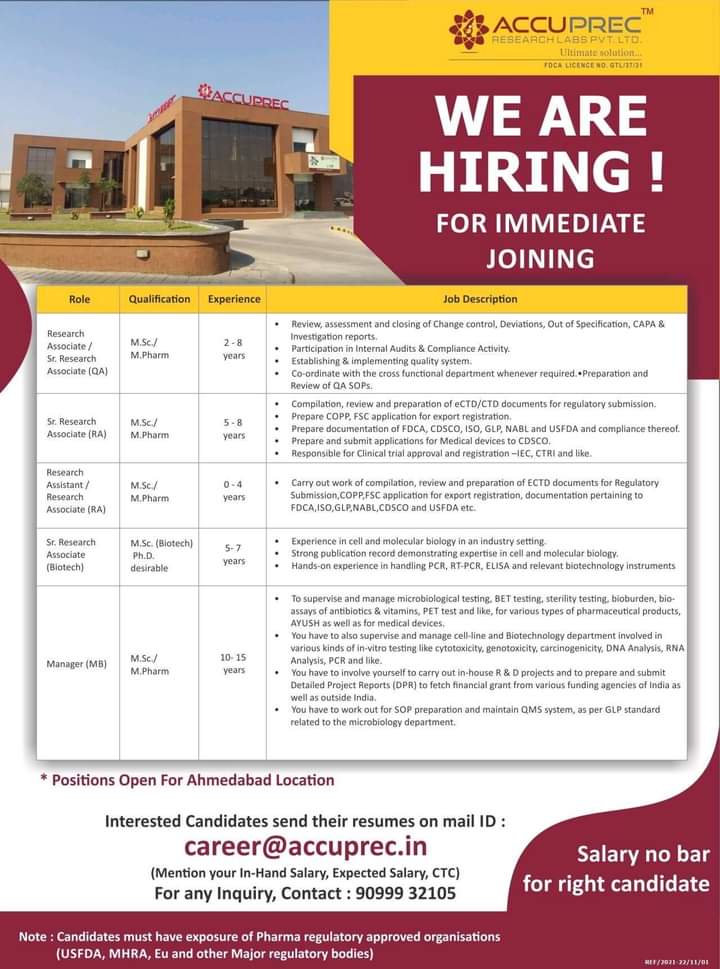 ACCUPREC TM
RESEARCH LABS PVT. LTD.
Ultimate solution...
FDCA LICENCE NO. GTL/37/31
ACCUPREC
ACCUPREC
WE ARE
HIRING !
FOR IMMEDIATE
JOINING
Role Qualification Experience Job Description
Research
Associate /
Sr. Research
Associate (QA)
M.Sc./
M.Pharm
2 - 8
years
• Review, assessment and closing of Change control, Deviations, Out of Specification, CAPA &
Investigation reports.
• Participation in Internal Audits & Compliance Activity.
• Establishing & implementing quality system.
• Co-ordinate with the cross functional department whenever required.•Preparation and
Review of QA SOPs.
Sr. Research
Associate (RA)
M.Sc./
M.Pharm
5 - 8
years
• Compilation, review and preparation of eCTD/CTD documents for regulatory submission.
• Prepare COPP, FSC application for export registration.
• Prepare documentation of FDCA, CDSCO, ISO, GLP, NABL and USFDA and compliance thereof.
• Prepare and submit applications for Medical devices to CDSCO.
• Responsible for Clinical trial approval and registration –IEC, CTRI and like.
Research
Assistant /
Research
Associate (RA)
M.Sc./
M.Pharm
0 - 4
years
• Carry out work of compilation, review and preparation of ECTD documents for Regulatory
Submission,COPP,FSC application for export registration, documentation pertaining to
FDCA,ISO,GLP,NABL,CDSCO and USFDA etc.
Sr. Research
Associate
(Biotech)
M.Sc. (Biotech)
Ph.D.
desirable
5- 7
years
• Experience in cell and molecular biology in an industry setting.
• Strong publication record demonstrating expertise in cell and molecular biology.
• Hands-on experience in handling PCR, RT-PCR, ELISA and relevant biotechnology instruments
Manager (MB)
M.Sc./
M.Pharm
10- 15
years
• To supervise and manage microbiological testing, BET testing, sterility testing, bioburden, bio-
assays of antibiotics & vitamins, PET test and like, for various types of pharmaceutical products,
AYUSH as well as for medical devices.
• You have to also supervise and manage cell-line and Biotechnology department involved in
various kinds of in-vitro testing like cytotoxicity, genotoxicity, carcinogenicity, DNA Analysis, RNA
Analysis, PCR and like.
• You have to involve yourself to carry out in-house R & D projects and to prepare and submit
Detailed Project Reports (DPR) to fetch financial grant from various funding agencies of India as
well as outside India.
• You have to work out for SOP preparation and maintain QMS system, as per GLP standard
related to the microbiology department.
* Positions Open For Ahmedabad Location
Interested Candidates send their resumes on mail ID :
career@accuprec.in
(Mention your In-Hand Salary, Expected Salary, CTC)
For any Inquiry, Contact : 90999 32105
Salary no bar
for right candidate
Note : Candidates must have exposure of Pharma regulatory approved organisations
(USFDA, MHRA, Eu and other Major regulatory bodies)
REF/2021-22/11/01